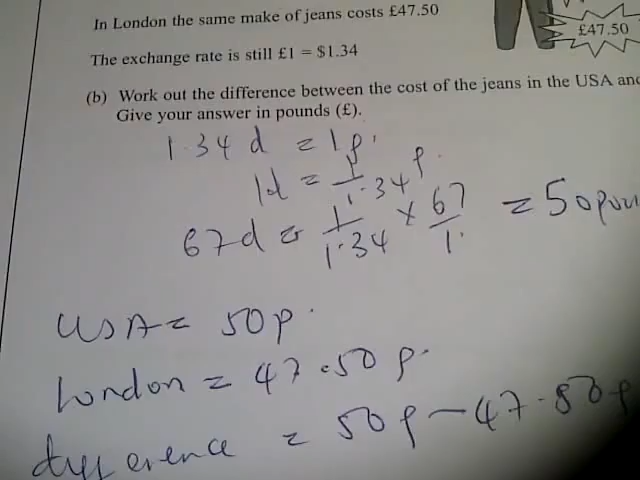 In London the same make of jeans costs £47.50
£47.50
The exchange rate is still £1 = $1.34
(b) Work out the difference between the cost of the jeans in the USA and
Give your answer in pounds (£).
1.34 d = 1p.
1d = 1/1.34 p.
67d = 1/1.34 × 67/1. = 50 poun
USA = 50p.
London = 47.50 p.
difference = 50p - 47.50p